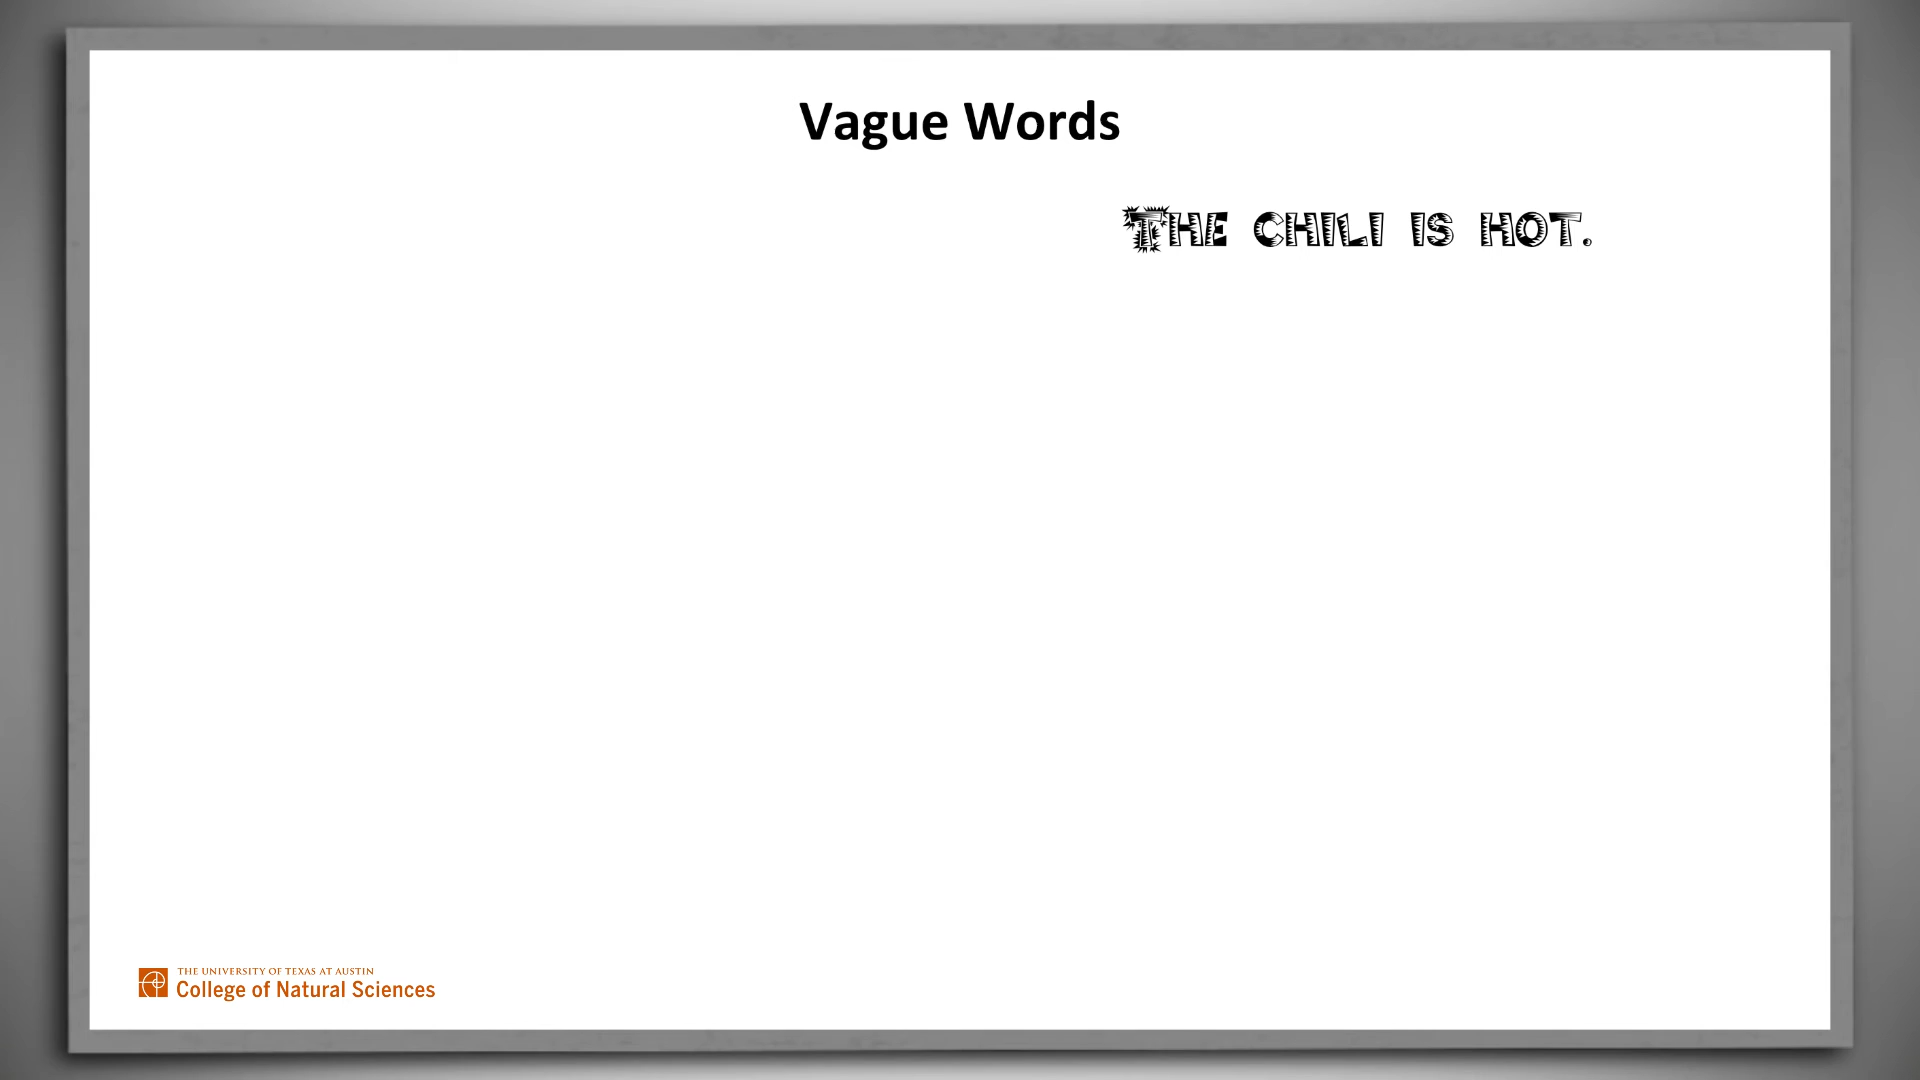 Vague Words
The chili is hot.
THE UNIVERSITY OF TEXAS AT AUSTIN
College of Natural Sciences